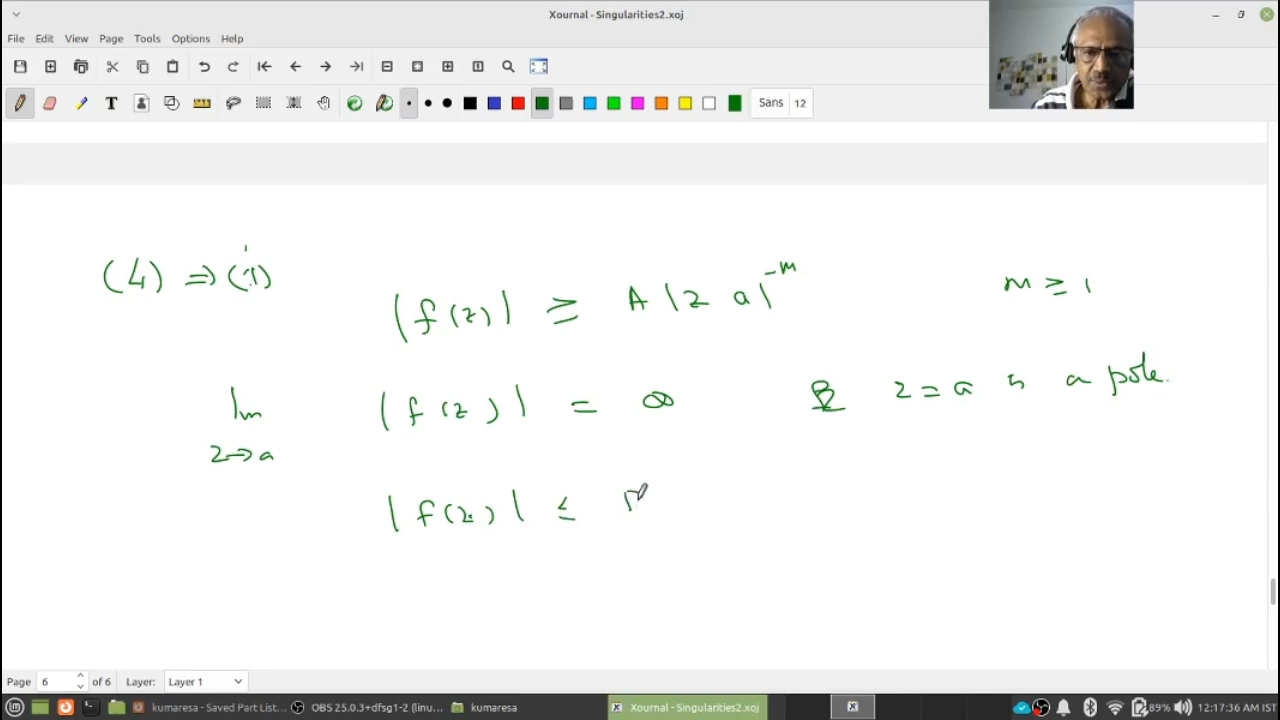 Xournal - Singularities2.xoj
File Edit View Page Tools Options Help
Sans 12
(4) ⇒ (i)
|f(z)| ≥ A |z a|^{-m} m ≥ 1
lim_{z→a} |f(z)| = ∞ z = a is a pole.
|f(z)| ≤
Page 6 of 6 Layer: Layer 1
kumaresa - Saved Part List... OBS 25.0.3+dfsg1-2 (linu... kumaresa Xournal - Singularities2.xoj 89% 12:17:36 AM IST